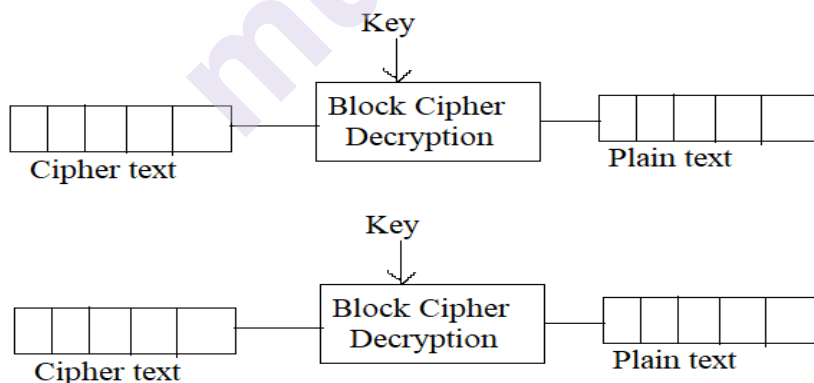 Key
Block Cipher
Decryption
Cipher text
Plain text
Key
Block Cipher
Decryption
Cipher text
Plain text